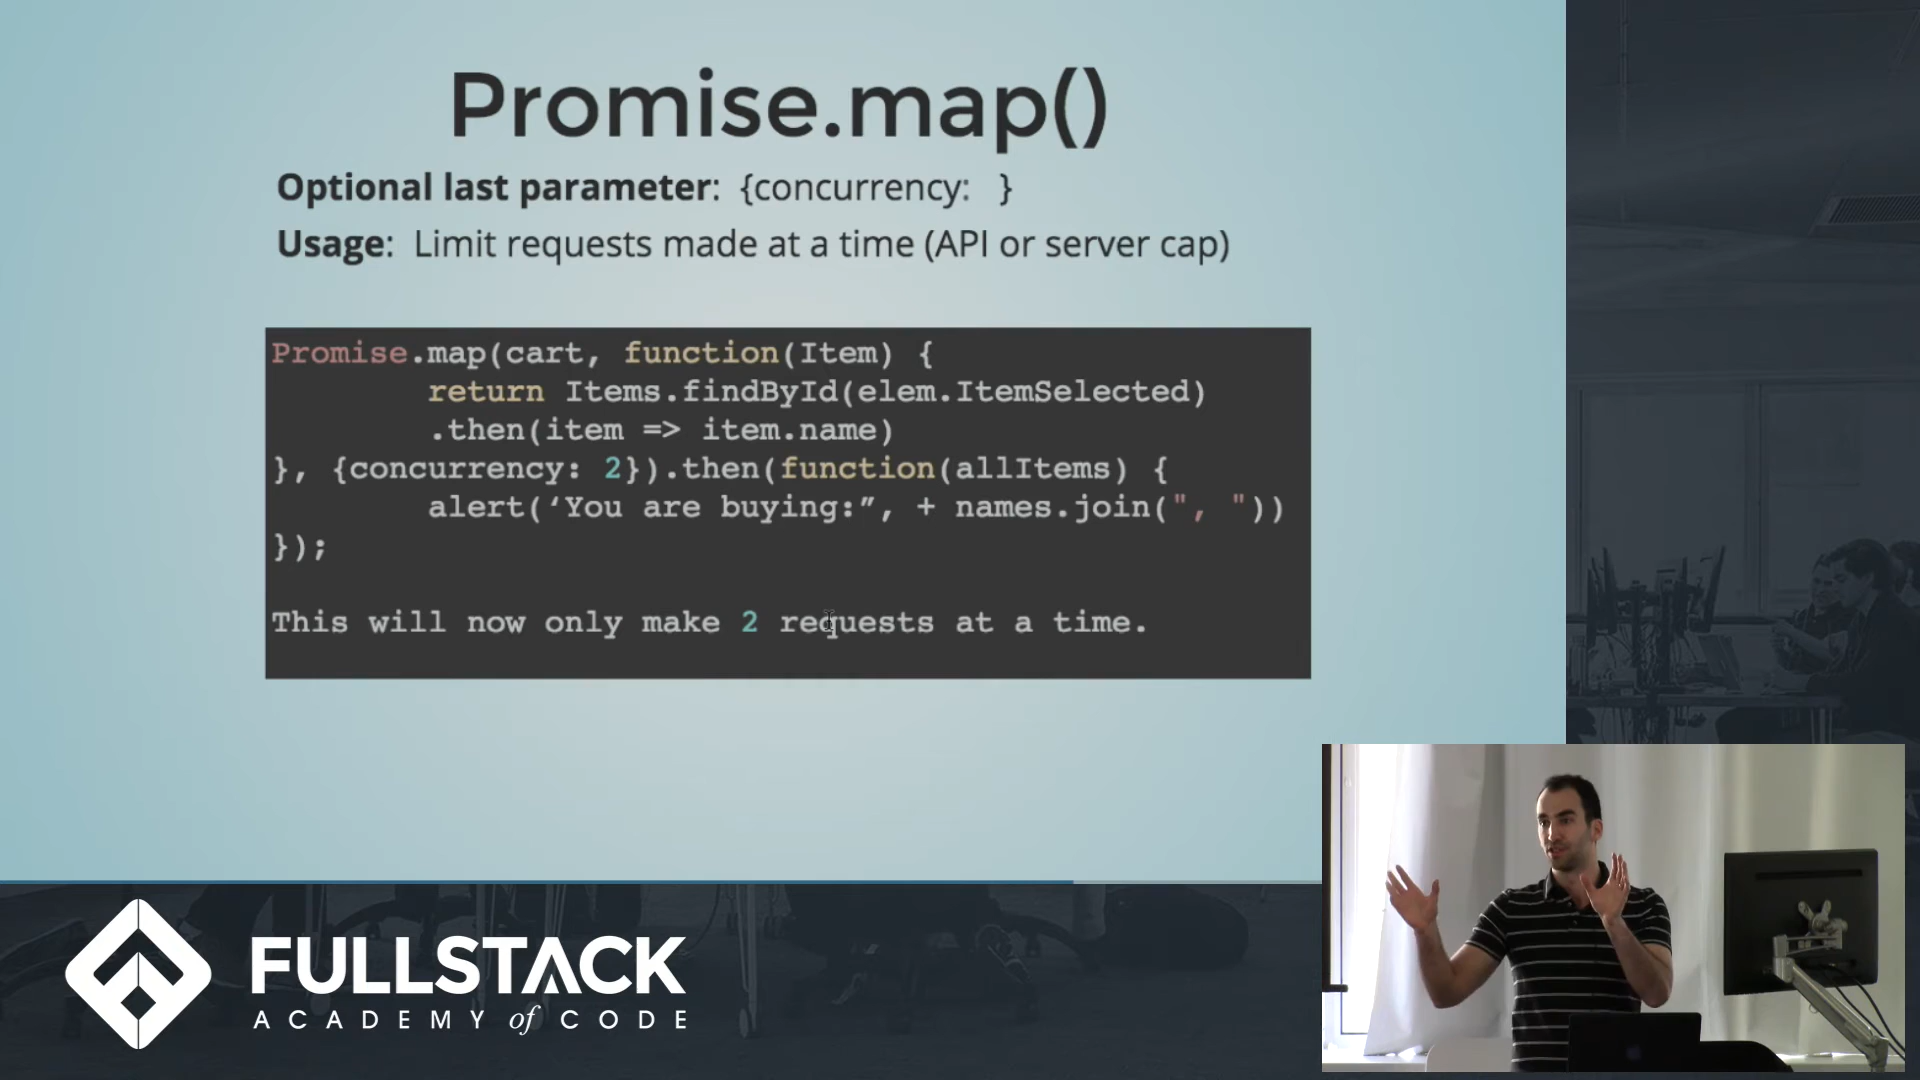 Promise.map()
Optional last parameter: {concurrency: }
Usage: Limit requests made at a time (API or server cap)
Promise.map(cart, function(Item) {
return Items.findById(elem.ItemSelected)
.then(item => item.name)
}, {concurrency: 2}).then(function(allItems) {
alert(‘You are buying:”, + names.join(", "))
});
This will now only make 2 requests at a time.
FULLSTACK
ACADEMY of CODE